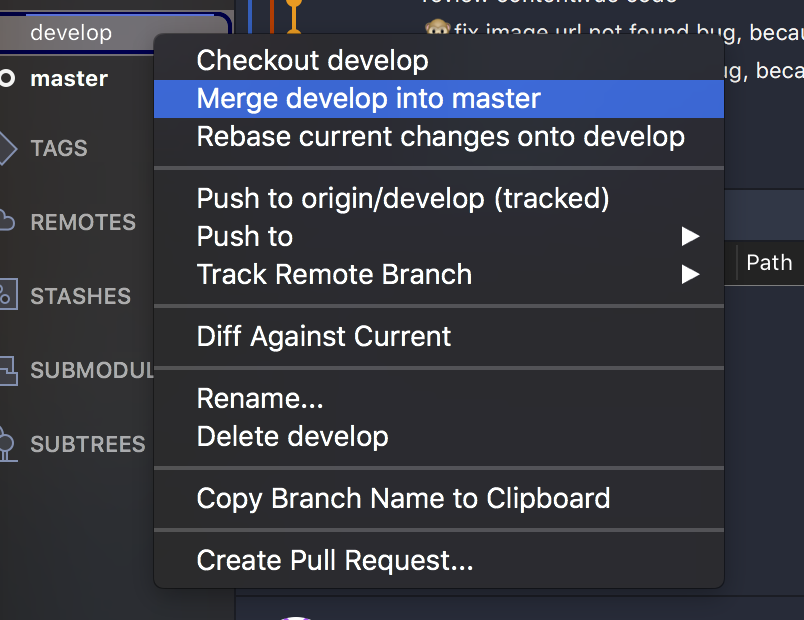 review
code
develop
fix image url not found bug, becau
ug, beca
master
TAGS
REMOTES
STASHES
SUBMODUL
SUBTREES
Checkout develop
Merge develop into master
Rebase current changes onto develop
Push to origin/develop (tracked)
Push to
Track Remote Branch
Diff Against Current
Rename...
Delete develop
Copy Branch Name to Clipboard
Create Pull Request...
Path